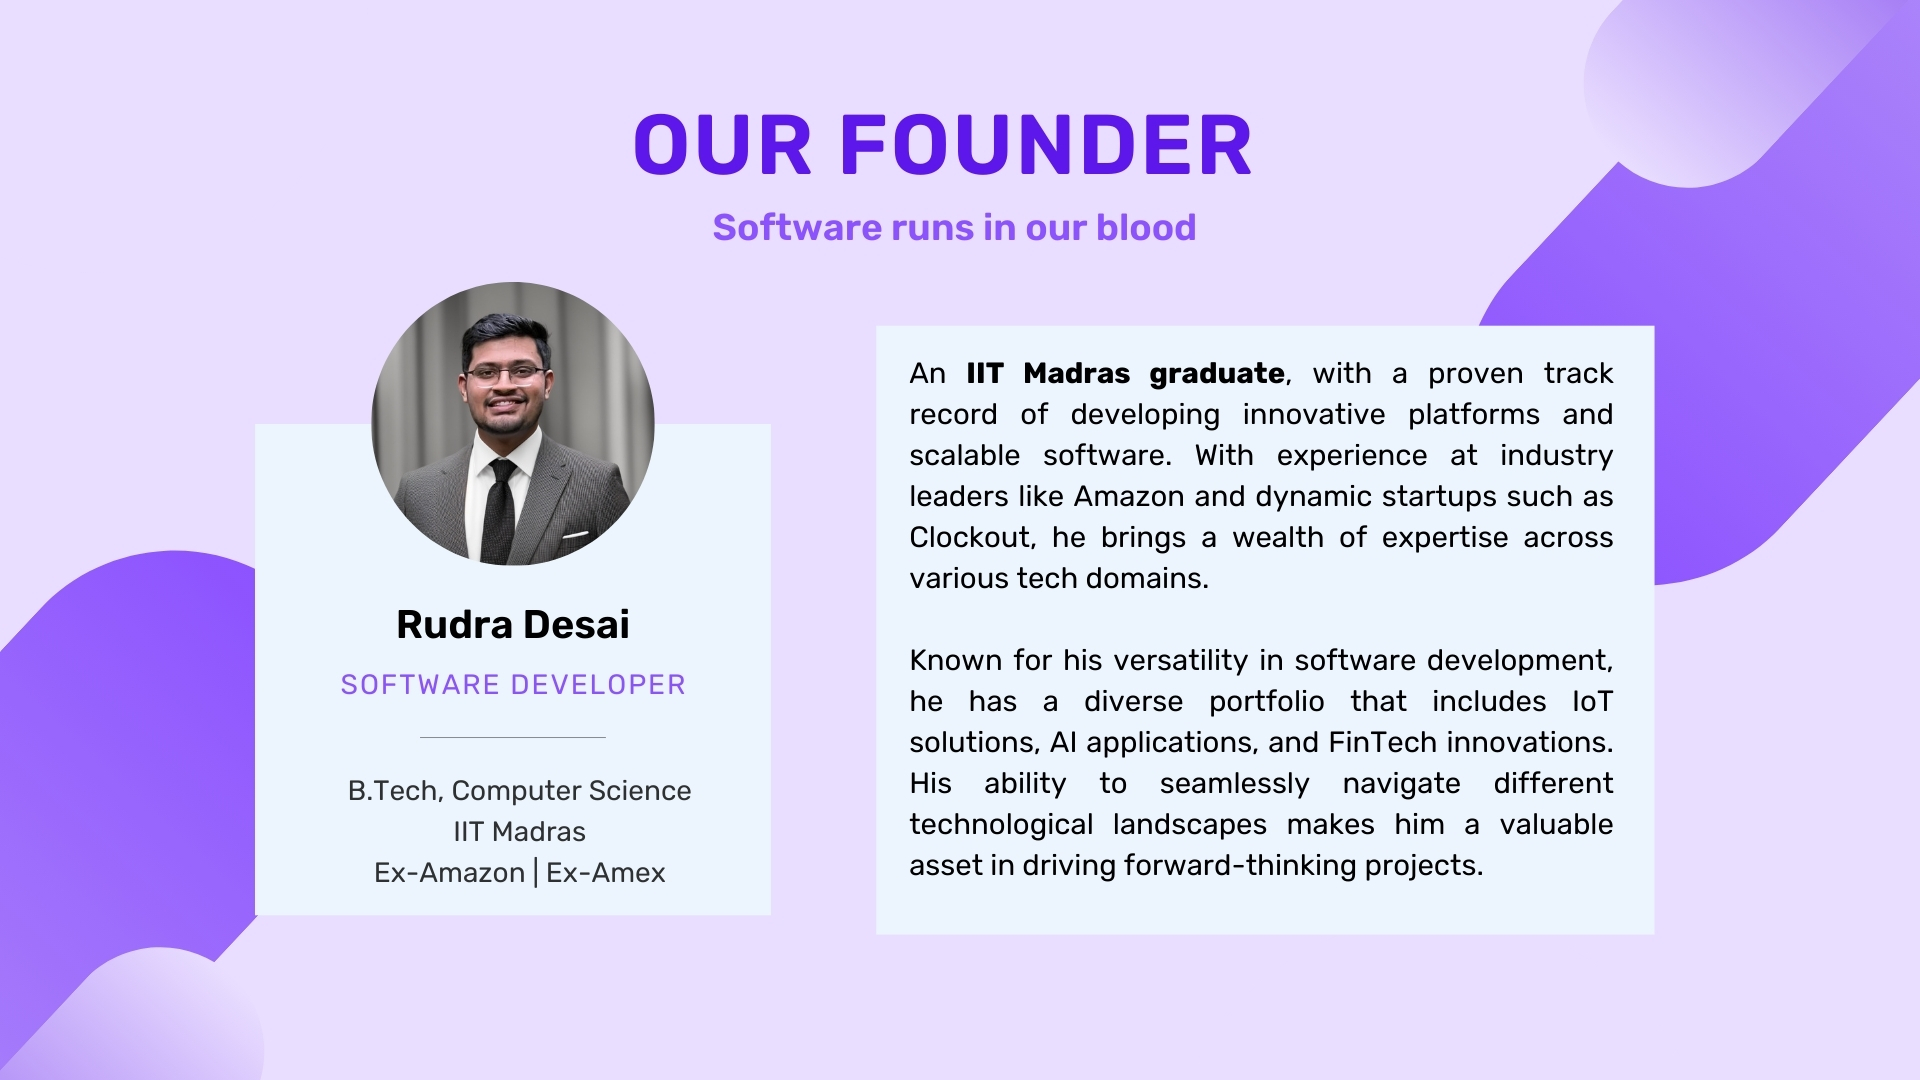 OUR FOUNDER
Software runs in our blood
Rudra Desai
SOFTWARE DEVELOPER
B.Tech, Computer Science
IIT Madras
Ex-Amazon | Ex-Amex
An IIT Madras graduate, with a proven track
record of developing innovative platforms and
scalable software. With experience at industry
leaders like Amazon and dynamic startups such as
Clockout, he brings a wealth of expertise across
various tech domains.
Known for his versatility in software development,
he has a diverse portfolio that includes IoT
solutions, AI applications, and FinTech innovations.
His ability to seamlessly navigate different
technological landscapes makes him a valuable
asset in driving forward-thinking projects.